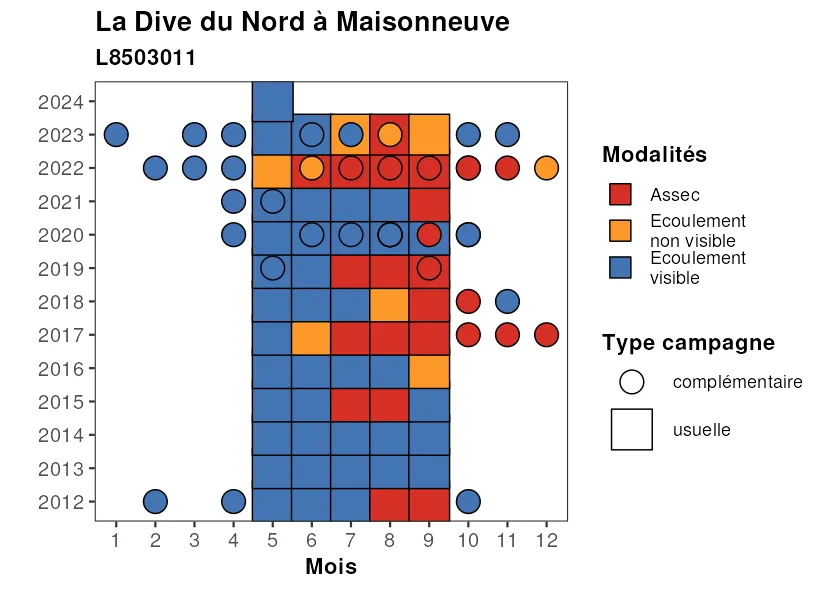 La Dive du Nord à Maisonneuve
L8503011
2024
2023
2022
2021
2020
2019
2018
2017
2016
2015
2014
2013
2012
1 2 3 4 5 6 7 8 9 10 11 12
Mois
Modalités
Assec
Ecoulement
non visible
Ecoulement
visible
Type campagne
complémentaire
usuelle